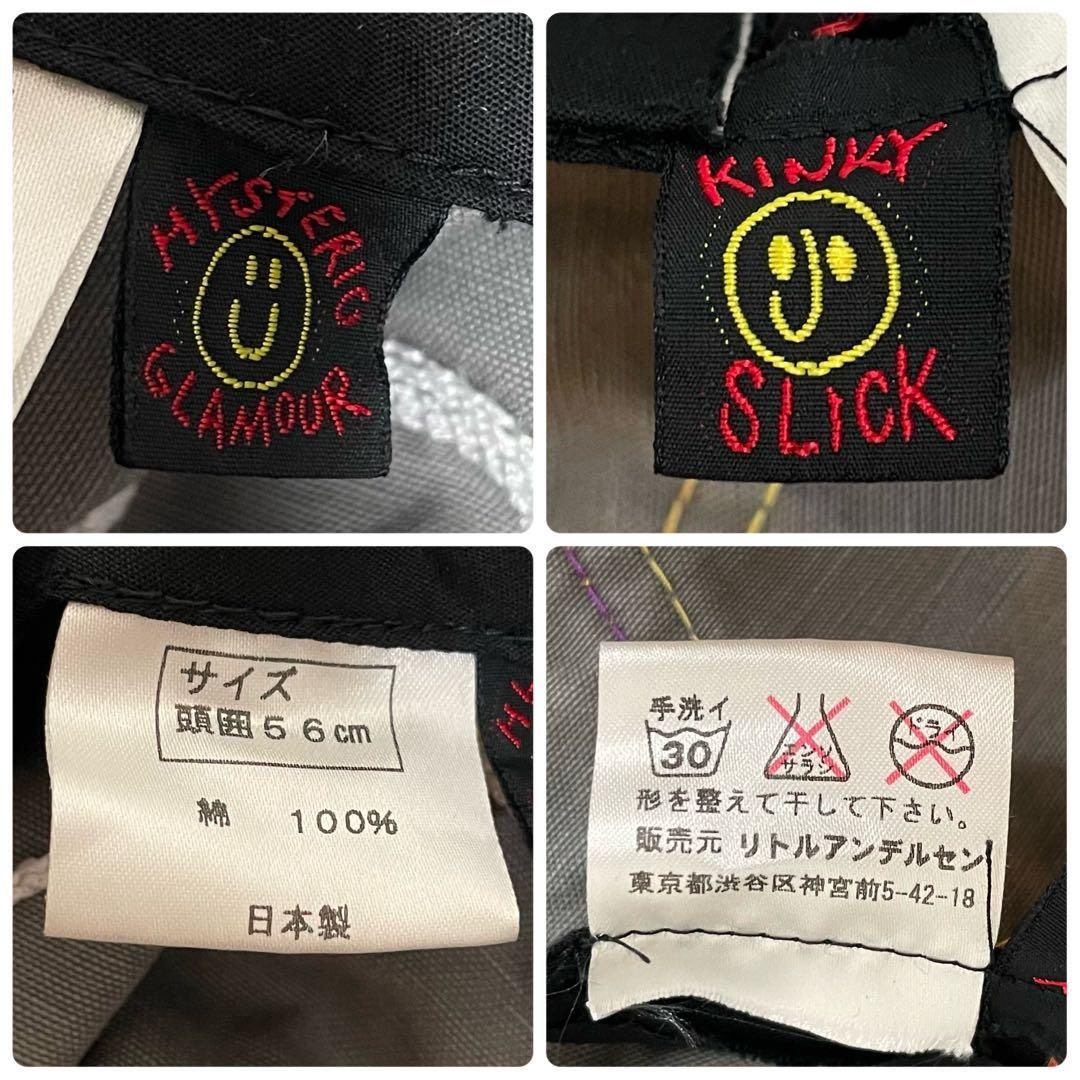 HYSTERIC
GLAMOUR
KINKY
SLiCK
サイズ
頭囲56cm
綿 100%
日本製
手洗イ
30
エンソ
サラシ
ドライ
形を整えて干して下さい。
販売元 リトルアンデルセン
東京都渋谷区神宮前5-42-18